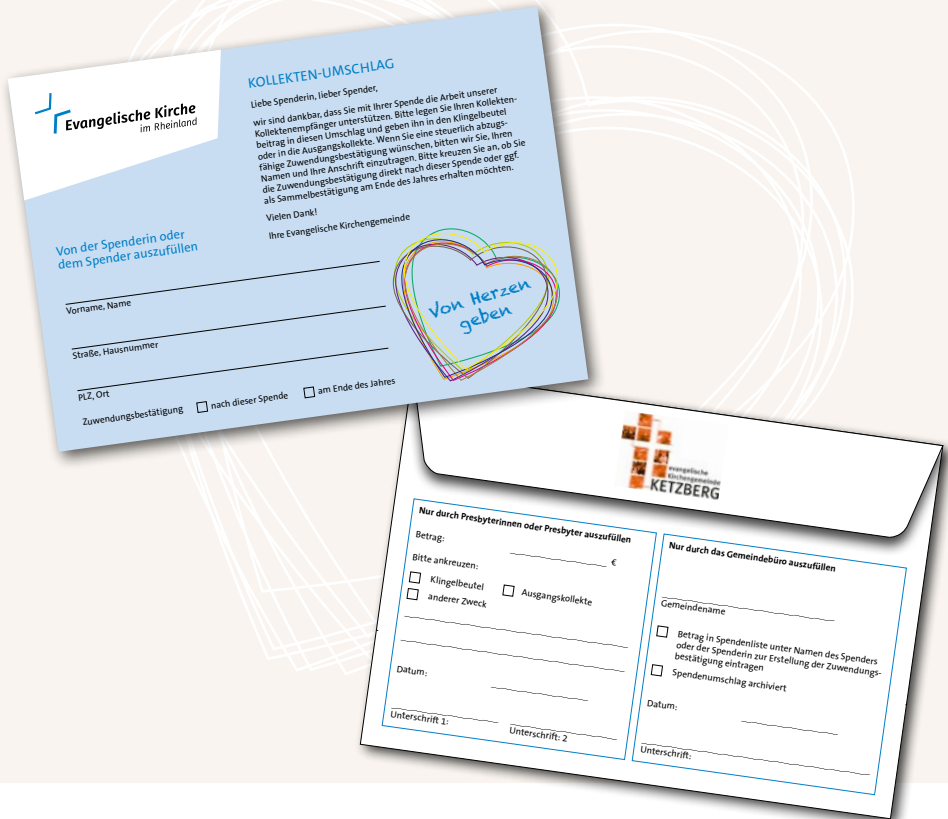 Evangelische Kirche
im Rheinland
KOLLEKTEN-UMSCHLAG
Liebe Spenderin, lieber Spender,
wir sind dankbar, dass Sie mit Ihrer Spende die Arbeit unserer
Kollektenempfänger unterstützen. Bitte legen Sie Ihren Kollekten-
beitrag in diesen Umschlag und geben ihn in den Klingelbeutel
oder in die Ausgangskollekte. Wenn Sie eine steuerlich abzugs-
fähige Zuwendungsbestätigung wünschen, bitten wir Sie, Ihren
Namen und Ihre Anschrift einzutragen. Bitte kreuzen Sie an, ob Sie
die Zuwendungsbestätigung direkt nach dieser Spende oder ggf.
als Sammelbestätigung am Ende des Jahres erhalten möchten.
Vielen Dank!
Ihre Evangelische Kirchengemeinde
Von der Spenderin oder
dem Spender auszufüllen
Vorname, Name
Straße, Hausnummer
PLZ, Ort
Zuwendungsbestätigung nach dieser Spende am Ende des Jahres
Von Herzen
geben
evangelische
Kirchengemeinde
KETZBERG
Nur durch Presbyterinnen oder Presbyter auszufüllen
Betrag: €
Bitte ankreuzen:
Klingelbeutel Ausgangskollekte
anderer Zweck
Datum:
Unterschrift 1: Unterschrift: 2
Nur durch das Gemeindebüro auszufüllen
Gemeindename
Betrag in Spendenliste unter Namen des Spenders
oder der Spenderin zur Erstellung der Zuwendungs-
bestätigung eintragen
Spendenumschlag archiviert
Datum:
Unterschrift: